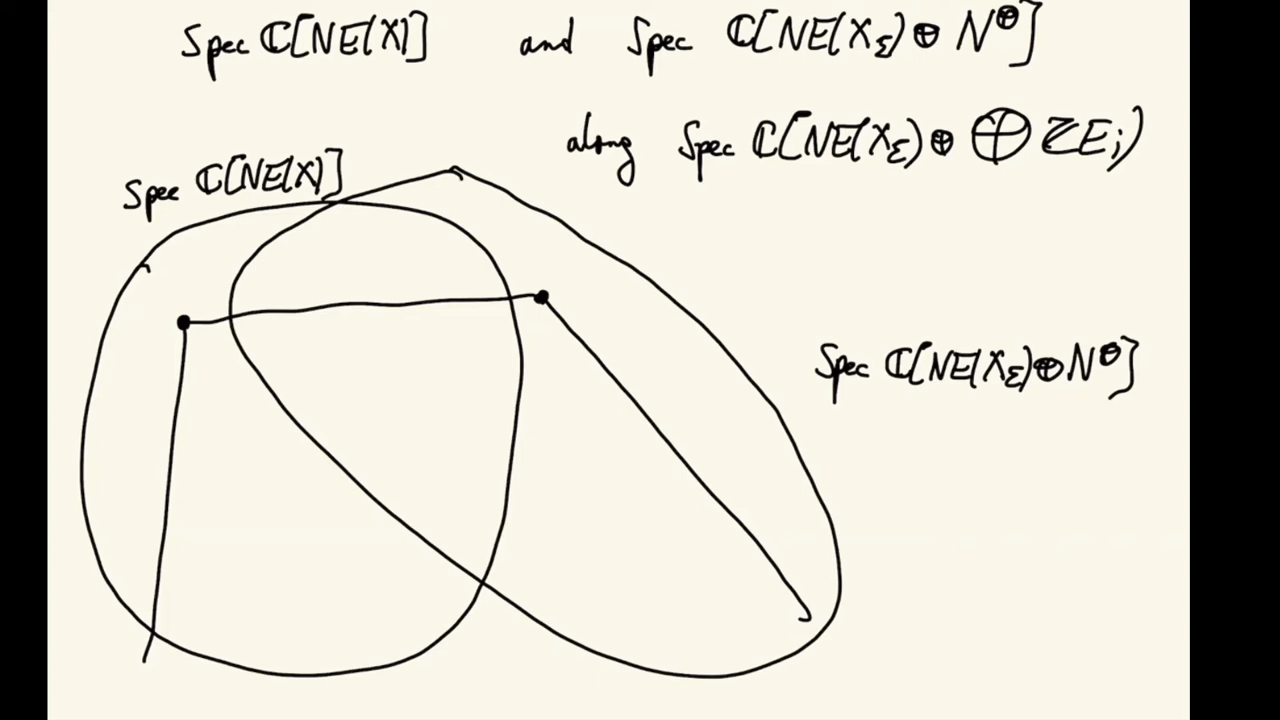 Spec ℂ[NE(X)] and Spec ℂ[NE(X_Σ) ⊕ N^⊕]
along Spec ℂ[NE(X_Σ) ⊕ ⊕ ℤE_i]
Spec ℂ[NE(X)]
Spec ℂ[NE(X_Σ) ⊕ N^⊕]